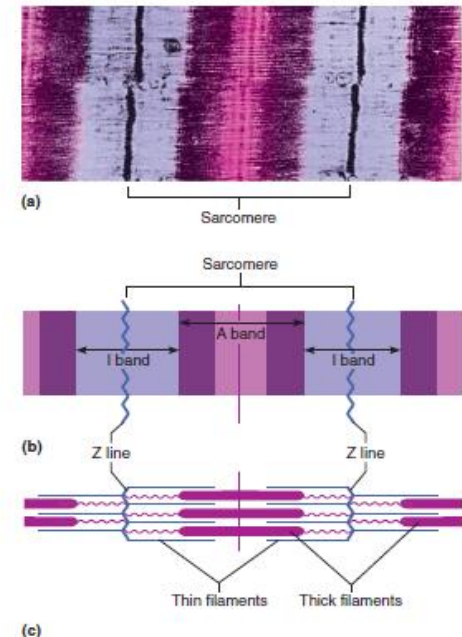 (a)
Sarcomere
Sarcomere
A band
I band
I band
(b)
Z line
Z line
Thin filaments
Thick filaments
(c)